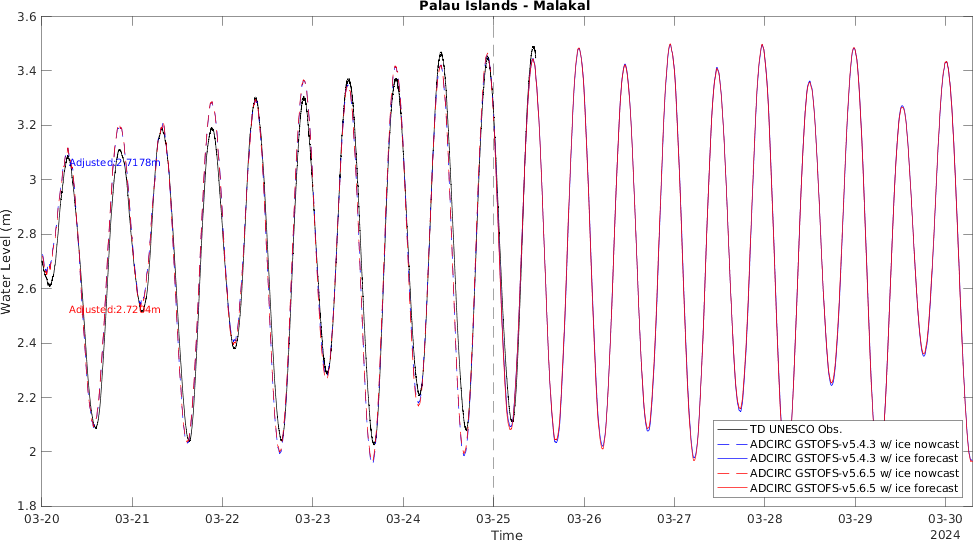 Palau Islands - Malakal
Water Level (m)
3.6
3.4
3.2
3
2.8
2.6
2.4
2.2
2
1.8
Adjusted:2.7178m
Adjusted:2.7274m
TD UNESCO Obs.
ADCIRC GSTOFS-v5.4.3 w/ ice nowcast
ADCIRC GSTOFS-v5.4.3 w/ ice forecast
ADCIRC GSTOFS-v5.6.5 w/ ice nowcast
ADCIRC GSTOFS-v5.6.5 w/ ice forecast
03-20 03-21 03-22 03-23 03-24 03-25 03-26 03-27 03-28 03-29 03-30
Time
2024